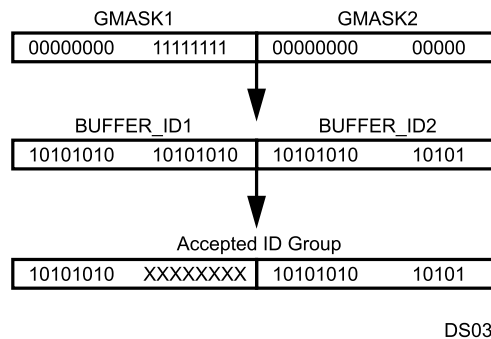 GMASK1 GMASK2
00000000 11111111 00000000 00000
BUFFER_ID1 BUFFER_ID2
10101010 10101010 10101010 10101
Accepted ID Group
10101010 XXXXXXXX 10101010 10101
DS03